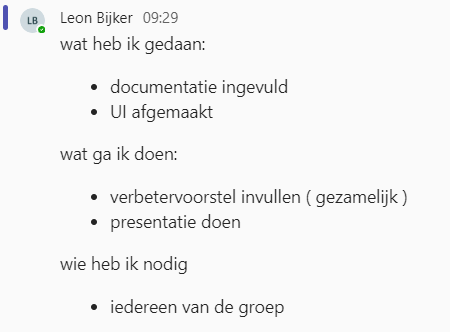 LB
Leon Bijker 09:29
wat heb ik gedaan:
• documentatie ingevuld
• UI afgemaakt
wat ga ik doen:
• verbetervoorstel invullen ( gezamelijk )
• presentatie doen
wie heb ik nodig
• iedereen van de groep